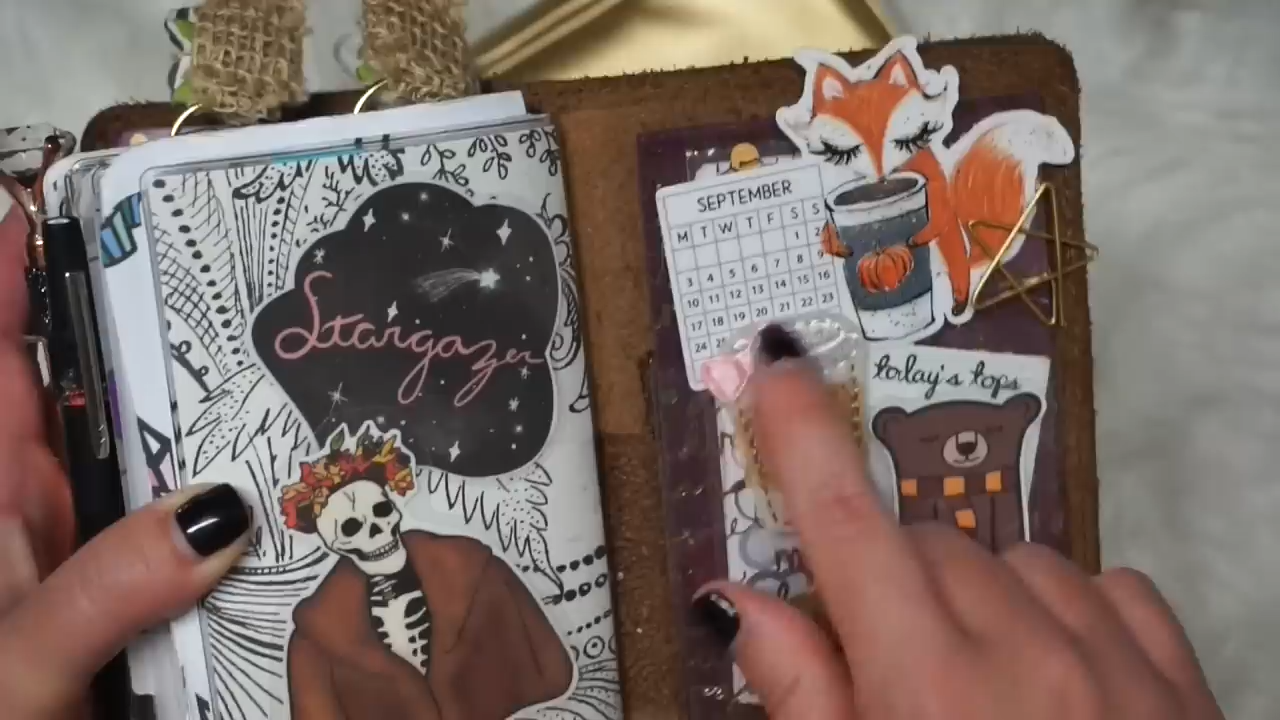 Stargazer
SEPTEMBER
M T W T F S S
1 2
3 4 5 6 7 8 9
10 11 12 13 14 15 16
17 18 19 20 21 22 23
24
today's tops